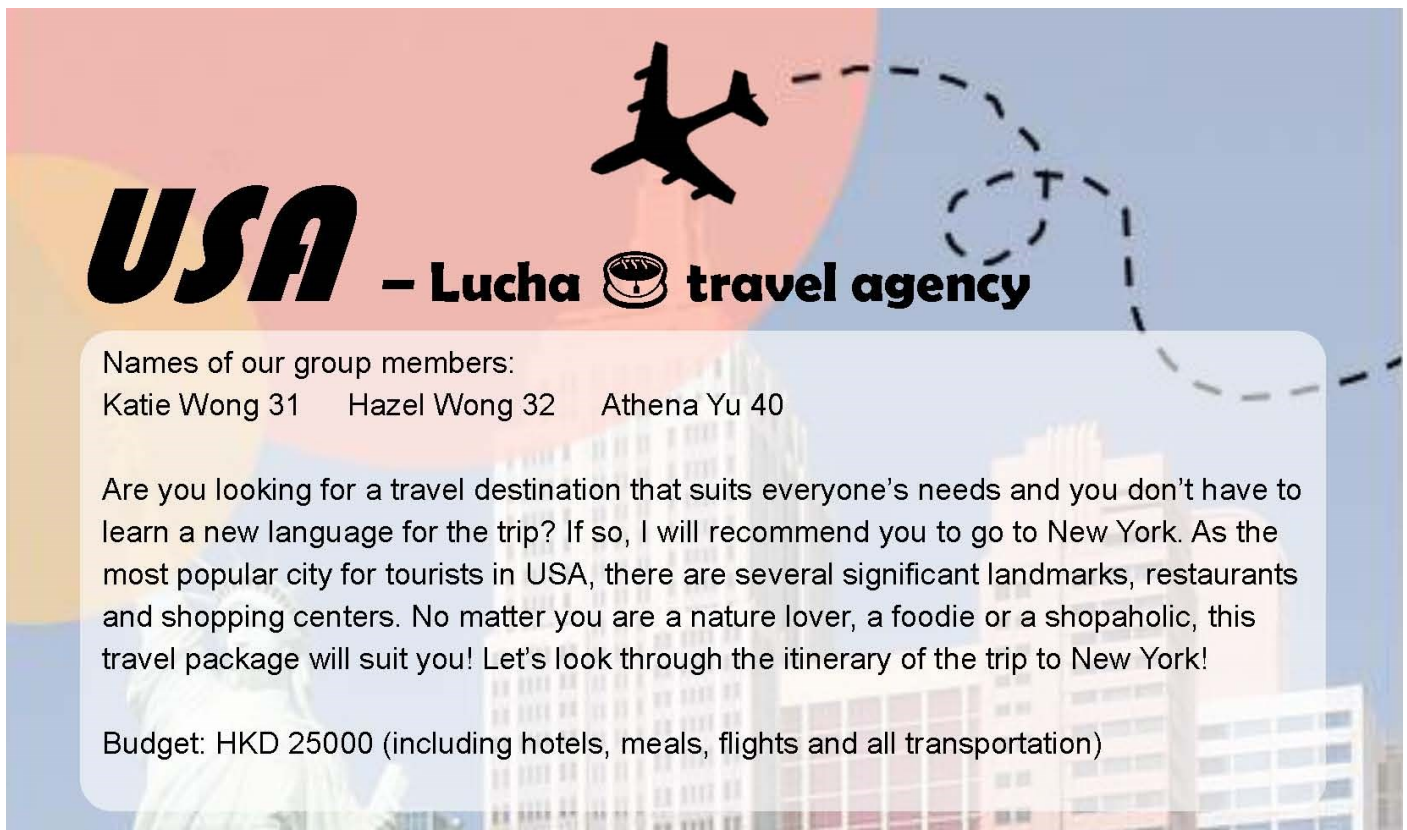 USA – Lucha travel agency
Names of our group members:
Katie Wong 31 Hazel Wong 32 Athena Yu 40
Are you looking for a travel destination that suits everyone’s needs and you don’t have to
learn a new language for the trip? If so, I will recommend you to go to New York. As the
most popular city for tourists in USA, there are several significant landmarks, restaurants
and shopping centers. No matter you are a nature lover, a foodie or a shopaholic, this
travel package will suit you! Let’s look through the itinerary of the trip to New York!
Budget: HKD 25000 (including hotels, meals, flights and all transportation)